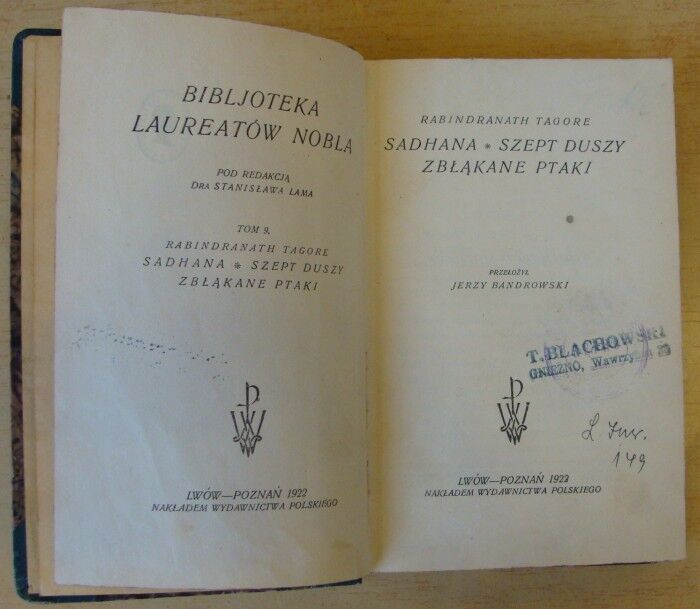 BIBLJOTEKA
LAUREATÓW NOBLA
POD REDAKCJĄ
DRA STANISŁAWA LAMA
TOM 9.
RABINDRANATH TAGORE
SADHANA * SZEPT DUSZY
ZBŁĄKANE PTAKI
LWÓW—POZNAŃ 1922
NAKŁADEM WYDAWNICTWA POLSKIEGO
RABINDRANATH TAGORE
SADHANA * SZEPT DUSZY
ZBŁĄKANE PTAKI
PRZEŁOŻYŁ
JERZY BANDROWSKI
T. BŁACHOWSKI
GNIEZNO,
L. Inw.
149
LWÓW—POZNAŃ 1922
NAKŁADEM WYDAWNICTWA POLSKIEGO